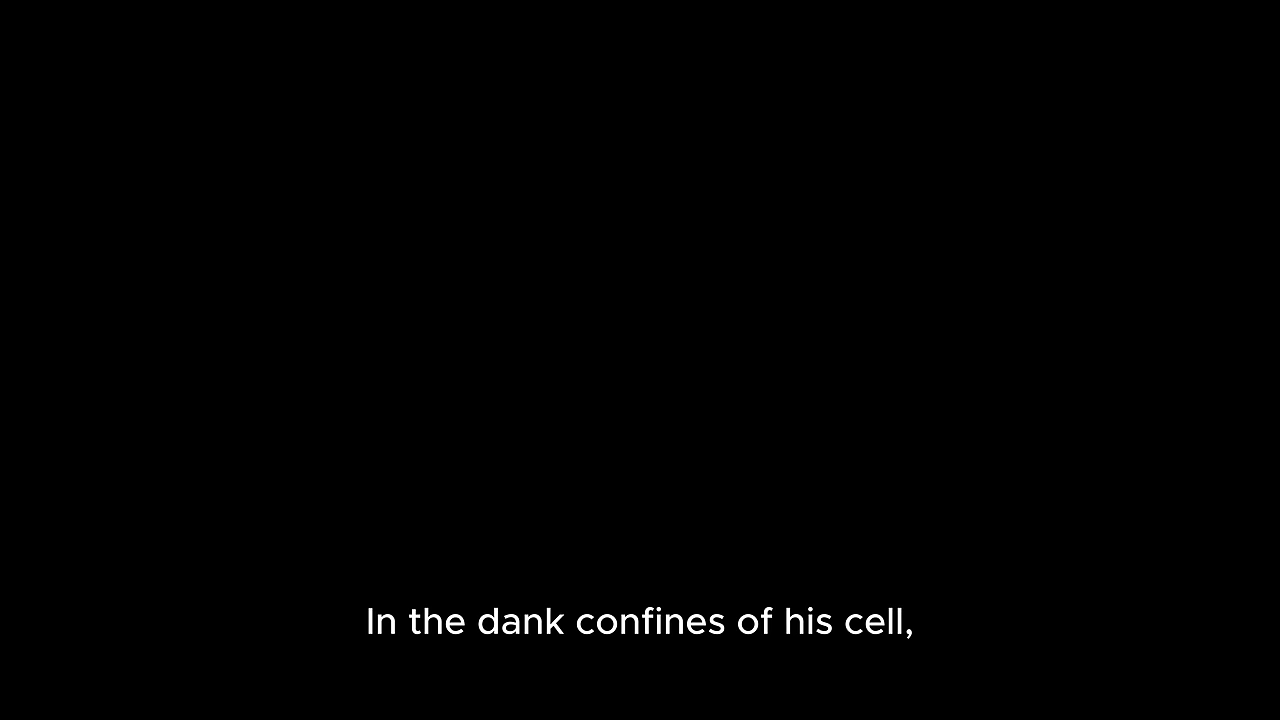 In the dank confines of his cell,